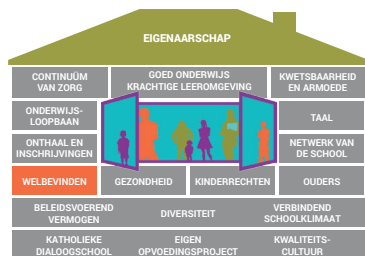 EIGENAARSCHAP
CONTINUÜM
VAN ZORG
GOED ONDERWIJS
KRACHTIGE LEEROMGEVING
KWETSBAARHEID
EN ARMOEDE
ONDERWIJS-
LOOPBAAN
TAAL
ONTHAAL EN
INSCHRIJVINGEN
NETWERK VAN
DE SCHOOL
WELBEVINDEN
GEZONDHEID
KINDERRECHTEN
OUDERS
BELEIDSVOEREND
VERMOGEN
DIVERSITEIT
VERBINDEND
SCHOOLKLIMAAT
KATHOLIEKE
DIALOOGSCHOOL
EIGEN
OPVOEDINGSPROJECT
KWALITEITS-
CULTUUR